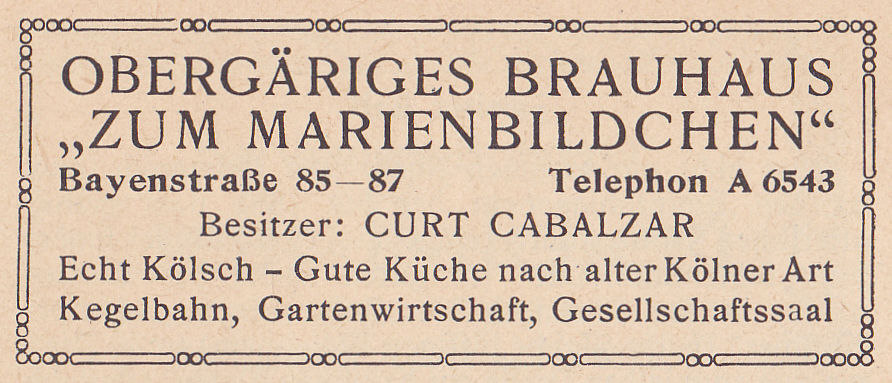 OBERGÄRIGES BRAUHAUS
„ZUM MARIENBILDCHEN“
Bayenstraße 85—87 Telephon A 6543
Besitzer: CURT CABALZAR
Echt Kölsch – Gute Küche nach alter Kölner Art
Kegelbahn, Gartenwirtschaft, Gesellschaftssaal